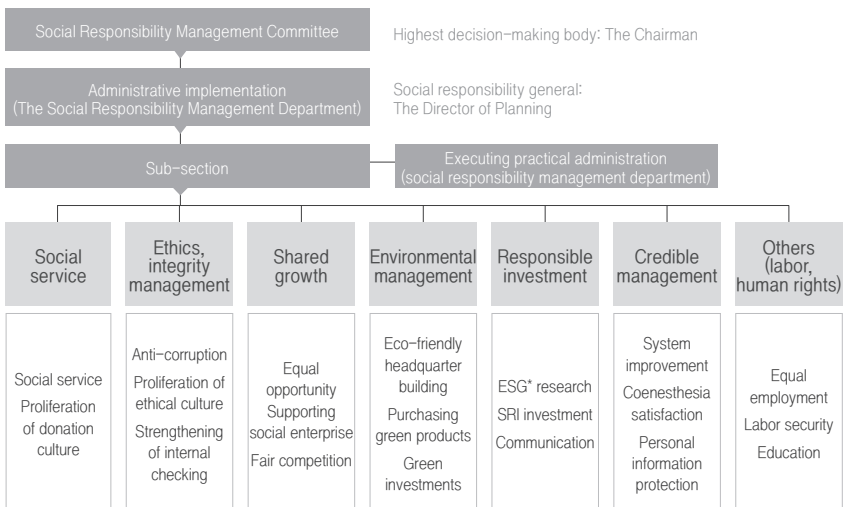 Social Responsibility Management Committee
Highest decision-making body: The Chairman
Administrative implementation
(The Social Responsibility Management Department)
Social responsibility general:
The Director of Planning
Sub-section
Executing practical administration
(social responsibility management department)
Social
service
Ethics,
integrity
management
Shared
growth
Environmental
management
Responsible
investment
Credible
management
Others
(labor,
human rights)
Social service
Proliferation
of donation
culture
Anti-corruption
Proliferation of
ethical culture
Strengthening
of internal
checking
Equal
opportunity
Supporting
social enterprise
Fair competition
Eco-friendly
headquarter
building
Purchasing
green products
Green
investments
ESG* research
SRI investment
Communication
System
improvement
Coenesthesia
satisfaction
Personal
information
protection
Equal
employment
Labor security
Education